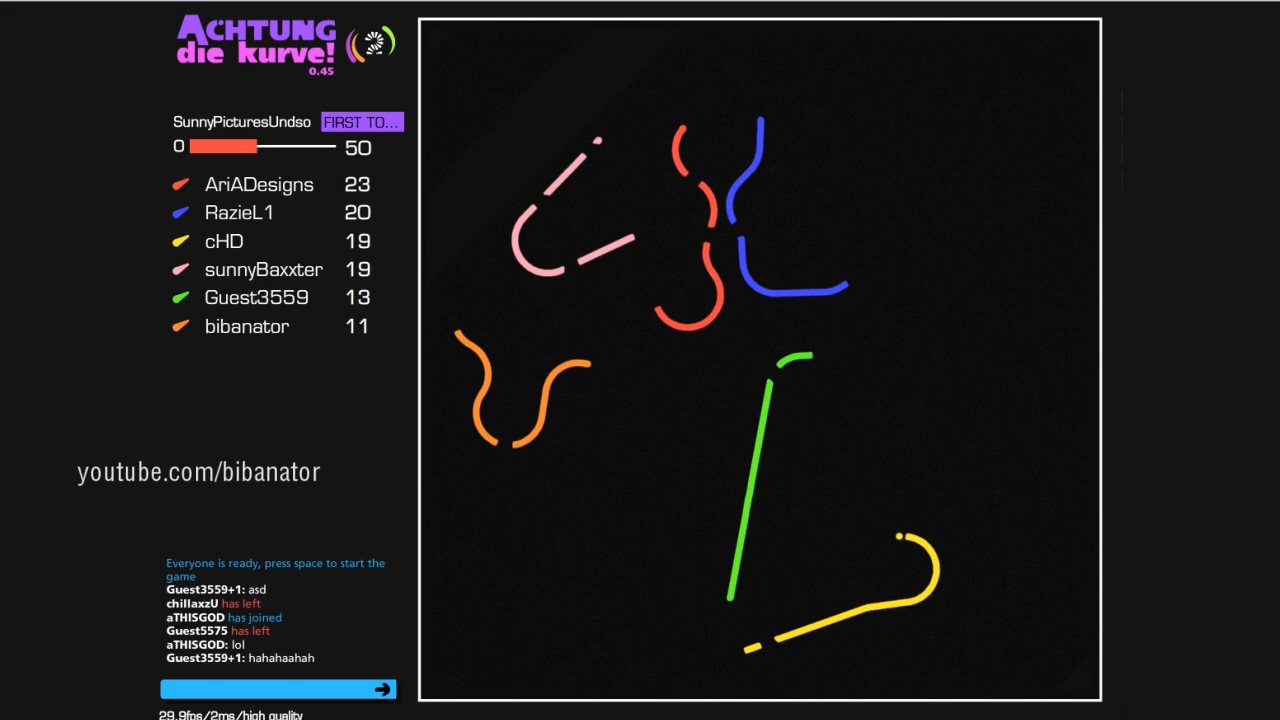 ACHTUNG
die kurve!
0.45
SunnyPicturesUndso FIRST TO...
0 50
AriADesigns 23
RazieL1 20
cHD 19
sunnyBaxxter 19
Guest3559 13
bibanator 11
youtube.com/bibanator
Everyone is ready, press space to start the
game
Guest3559+1: asd
chillaxzU has left
aTHISGOD has joined
Guest5575 has left
aTHISGOD: lol
Guest3559+1: hahahaahah
29.9fps/2ms/high quality